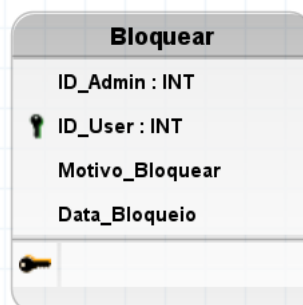 Bloquear
ID_Admin : INT
ID_User : INT
Motivo_Bloquear
Data_Bloqueio